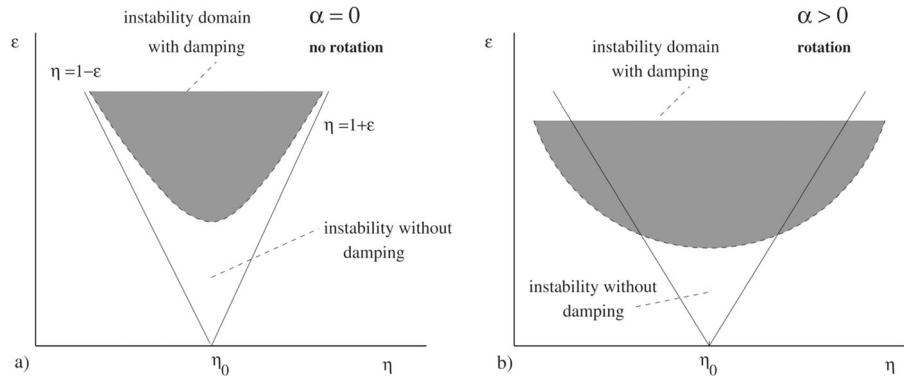 instability domain
with damping
α = 0
no rotation
ε
η =1−ε
η =1+ε
instability without
damping
a)
η0
η
α > 0
rotation
instability domain
with damping
ε
instability without
damping
b)
η0
η